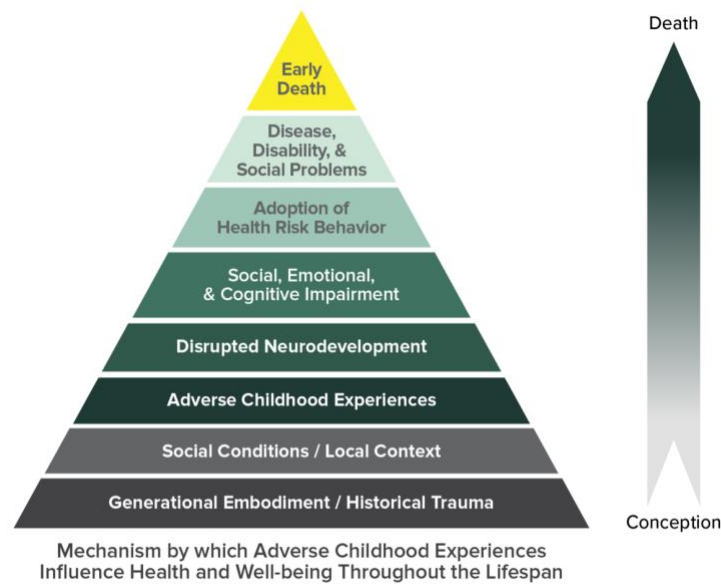 Death
Early
Death
Disease,
Disability, &
Social Problems
Adoption of
Health Risk Behavior
Social, Emotional,
& Cognitive Impairment
Disrupted Neurodevelopment
Adverse Childhood Experiences
Social Conditions / Local Context
Generational Embodiment / Historical Trauma
Conception
Mechanism by which Adverse Childhood Experiences
Influence Health and Well-being Throughout the Lifespan